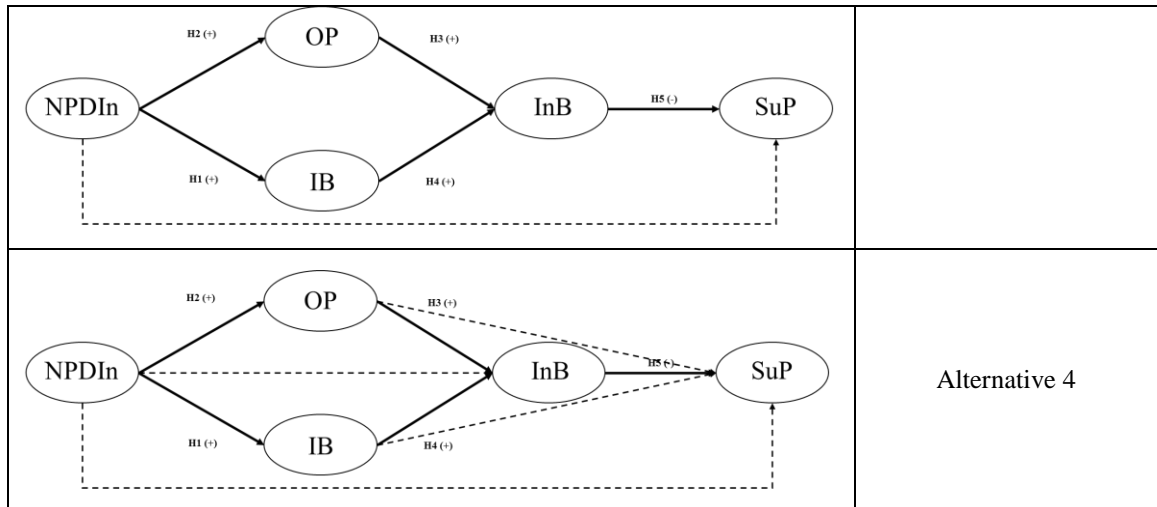 H2 (+)
OP
H3 (+)
NPDIn
InB
H5 (-)
SuP
H1 (+)
IB
H4 (+)
H2 (+)
OP
H3 (+)
NPDIn
InB
H5 (-)
SuP
Alternative 4
H1 (+)
IB
H4 (+)